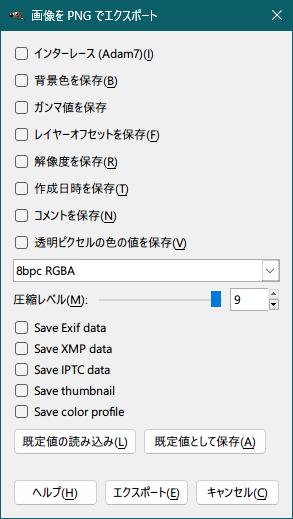 画像を PNG でエクスポート
インターレース (Adam7)(I)
背景色を保存(B)
ガンマ値を保存
レイヤーオフセットを保存(F)
解像度を保存(R)
作成日時を保存(T)
コメントを保存(N)
透明ピクセルの色の値を保存(V)
8bpc RGBA
圧縮レベル(M): 9
Save Exif data
Save XMP data
Save IPTC data
Save thumbnail
Save color profile
既定値の読み込み(L) 既定値として保存(A)
ヘルプ(H) エクスポート(E) キャンセル(C)